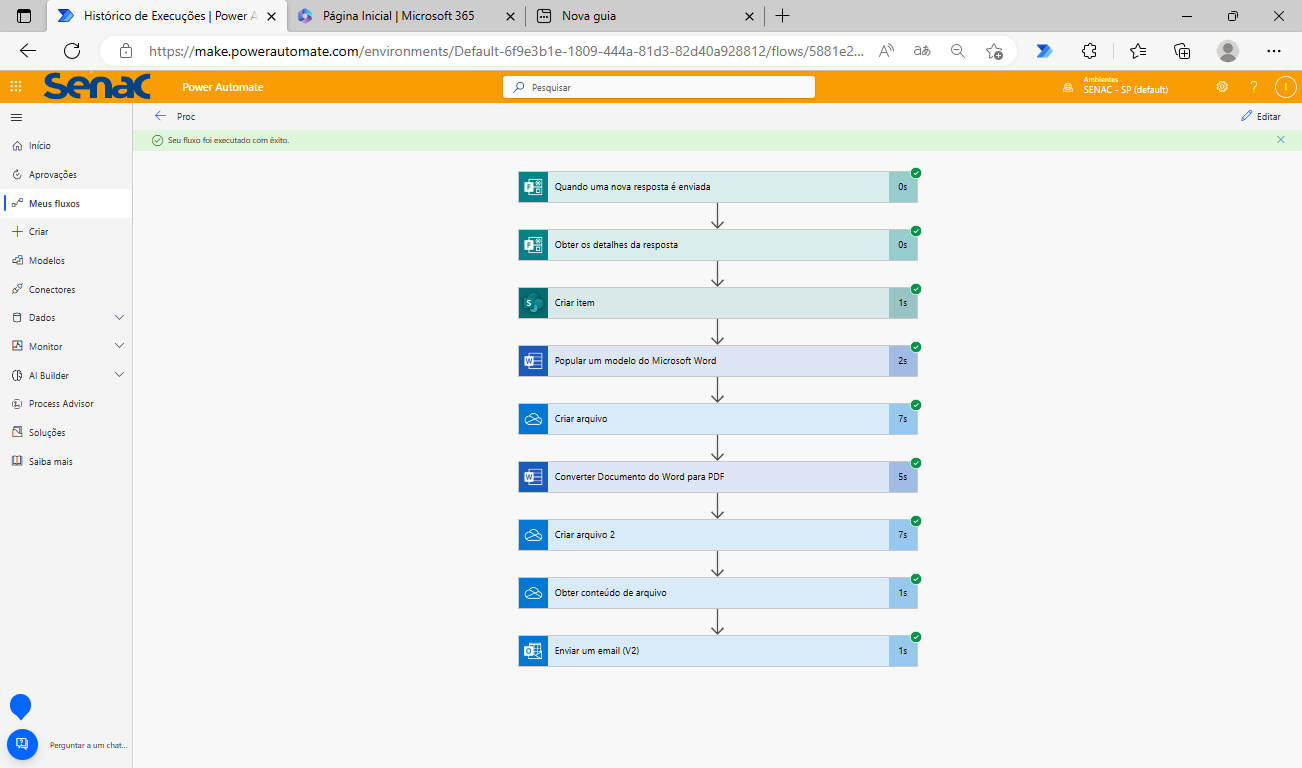 Histórico de Execuções | Power A
Página Inicial | Microsoft 365
Nova guia
https://make.powerautomate.com/environments/Default-6f9e3b1e-1809-444a-81d3-82d40a928812/flows/5881e2...
senac
Power Automate
Pesquisar
Ambientes
SENAC - SP (default)
?
I
Proc
Editar
Seu fluxo foi executado com êxito.
Início
Aprovações
Meus fluxos
Criar
Modelos
Conectores
Dados
Monitor
AI Builder
Process Advisor
Soluções
Saiba mais
Perguntar a um chat...
Quando uma nova resposta é enviada
0s
Obter os detalhes da resposta
0s
Criar item
1s
Popular um modelo do Microsoft Word
2s
Criar arquivo
7s
Converter Documento do Word para PDF
5s
Criar arquivo 2
7s
Obter conteúdo de arquivo
1s
Enviar um email (V2)
1s